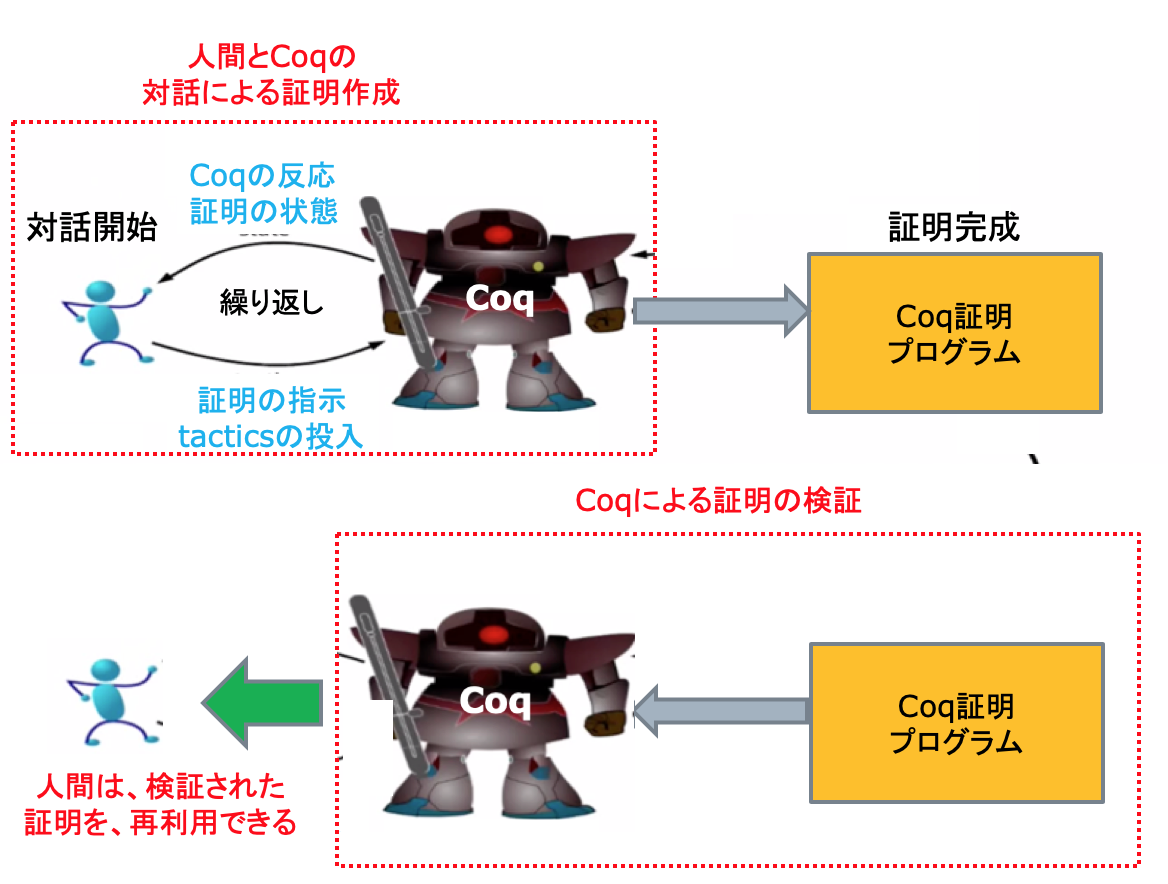 人間とCoqの
対話による証明作成
Coqの反応
証明の状態
対話開始
繰り返し
Coq
証明の指示
tacticsの投入
証明完成
Coq証明
プログラム
Coqによる証明の検証
Coq
Coq証明
プログラム
人間は、検証された
証明を、再利用できる